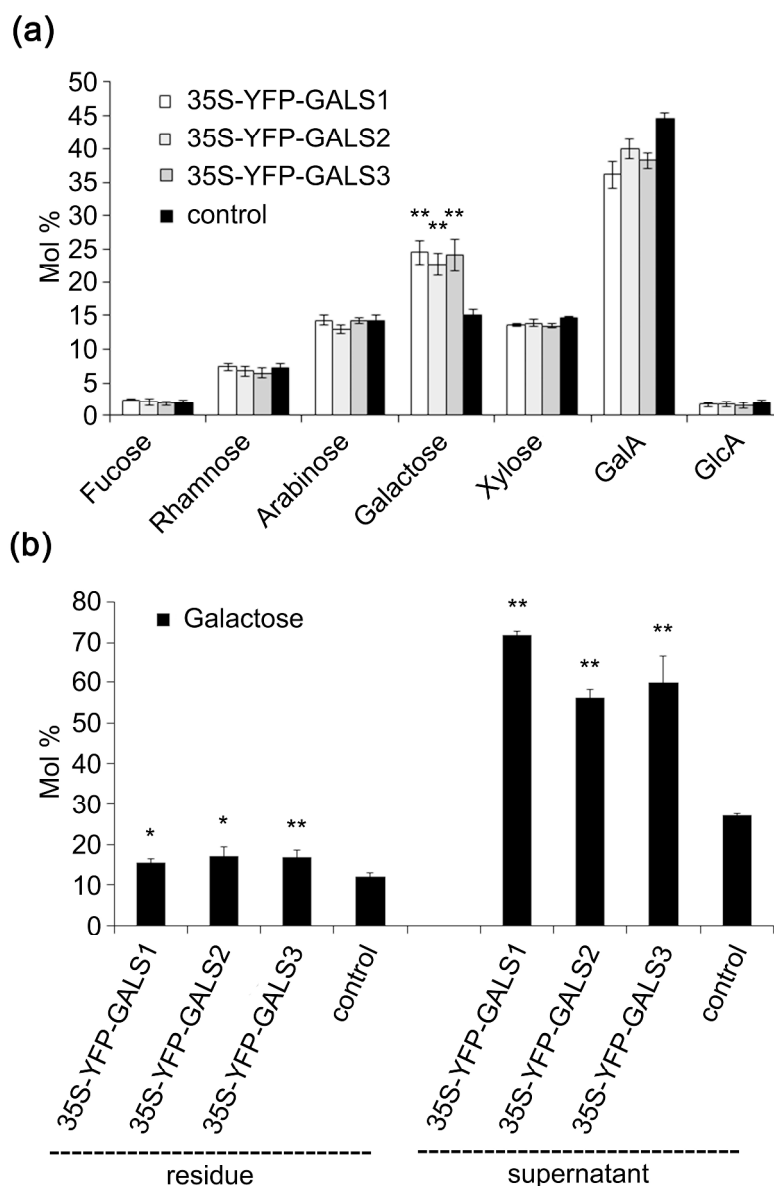 (a)
50
45
40
35
30
25
20
15
10
5
0
Mol %
35S-YFP-GALS1
35S-YFP-GALS2
35S-YFP-GALS3
control
** ** **
Fucose
Rhamnose
Arabinose
Galactose
Xylose
GalA
GlcA
(b)
80
70
60
50
40
30
20
10
0
Mol %
Galactose
* * ** ** ** **
35S-YFP-GALS1
35S-YFP-GALS2
35S-YFP-GALS3
control
35S-YFP-GALS1
35S-YFP-GALS2
35S-YFP-GALS3
control
residue
supernatant